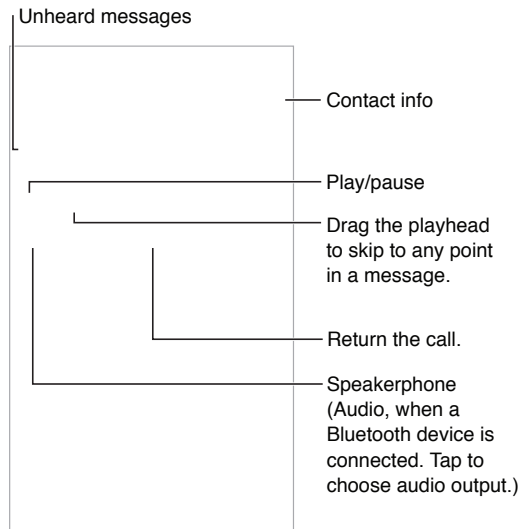 Unheard messages
Contact info
Play/pause
Drag the playhead
to skip to any point
in a message.
Return the call.
Speakerphone
(Audio, when a
Bluetooth device is
connected. Tap to
choose audio output.)